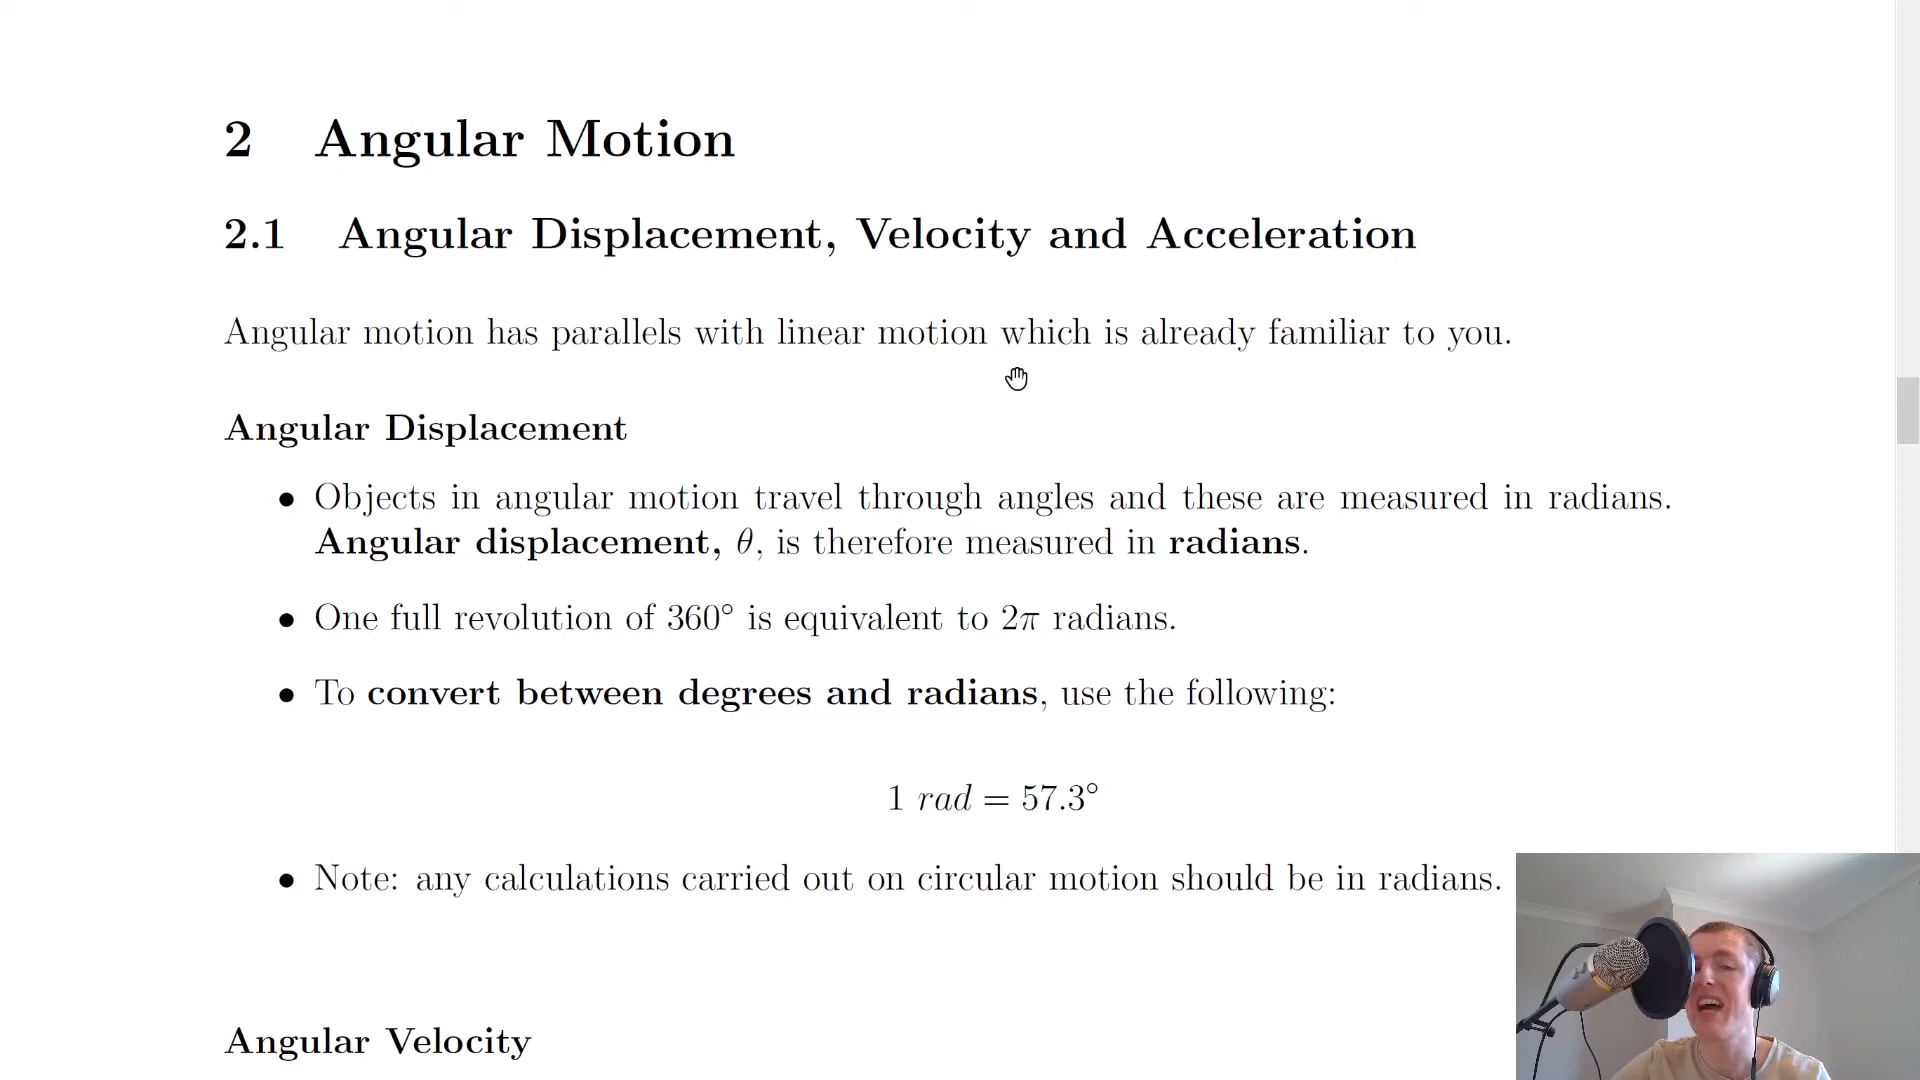 2 Angular Motion
2.1 Angular Displacement, Velocity and Acceleration
Angular motion has parallels with linear motion which is already familiar to you.
Angular Displacement
• Objects in angular motion travel through angles and these are measured in radians.
Angular displacement, θ, is therefore measured in radians.
• One full revolution of 360° is equivalent to 2π radians.
• To convert between degrees and radians, use the following:
1 rad = 57.3°
• Note: any calculations carried out on circular motion should be in radians.
Angular Velocity